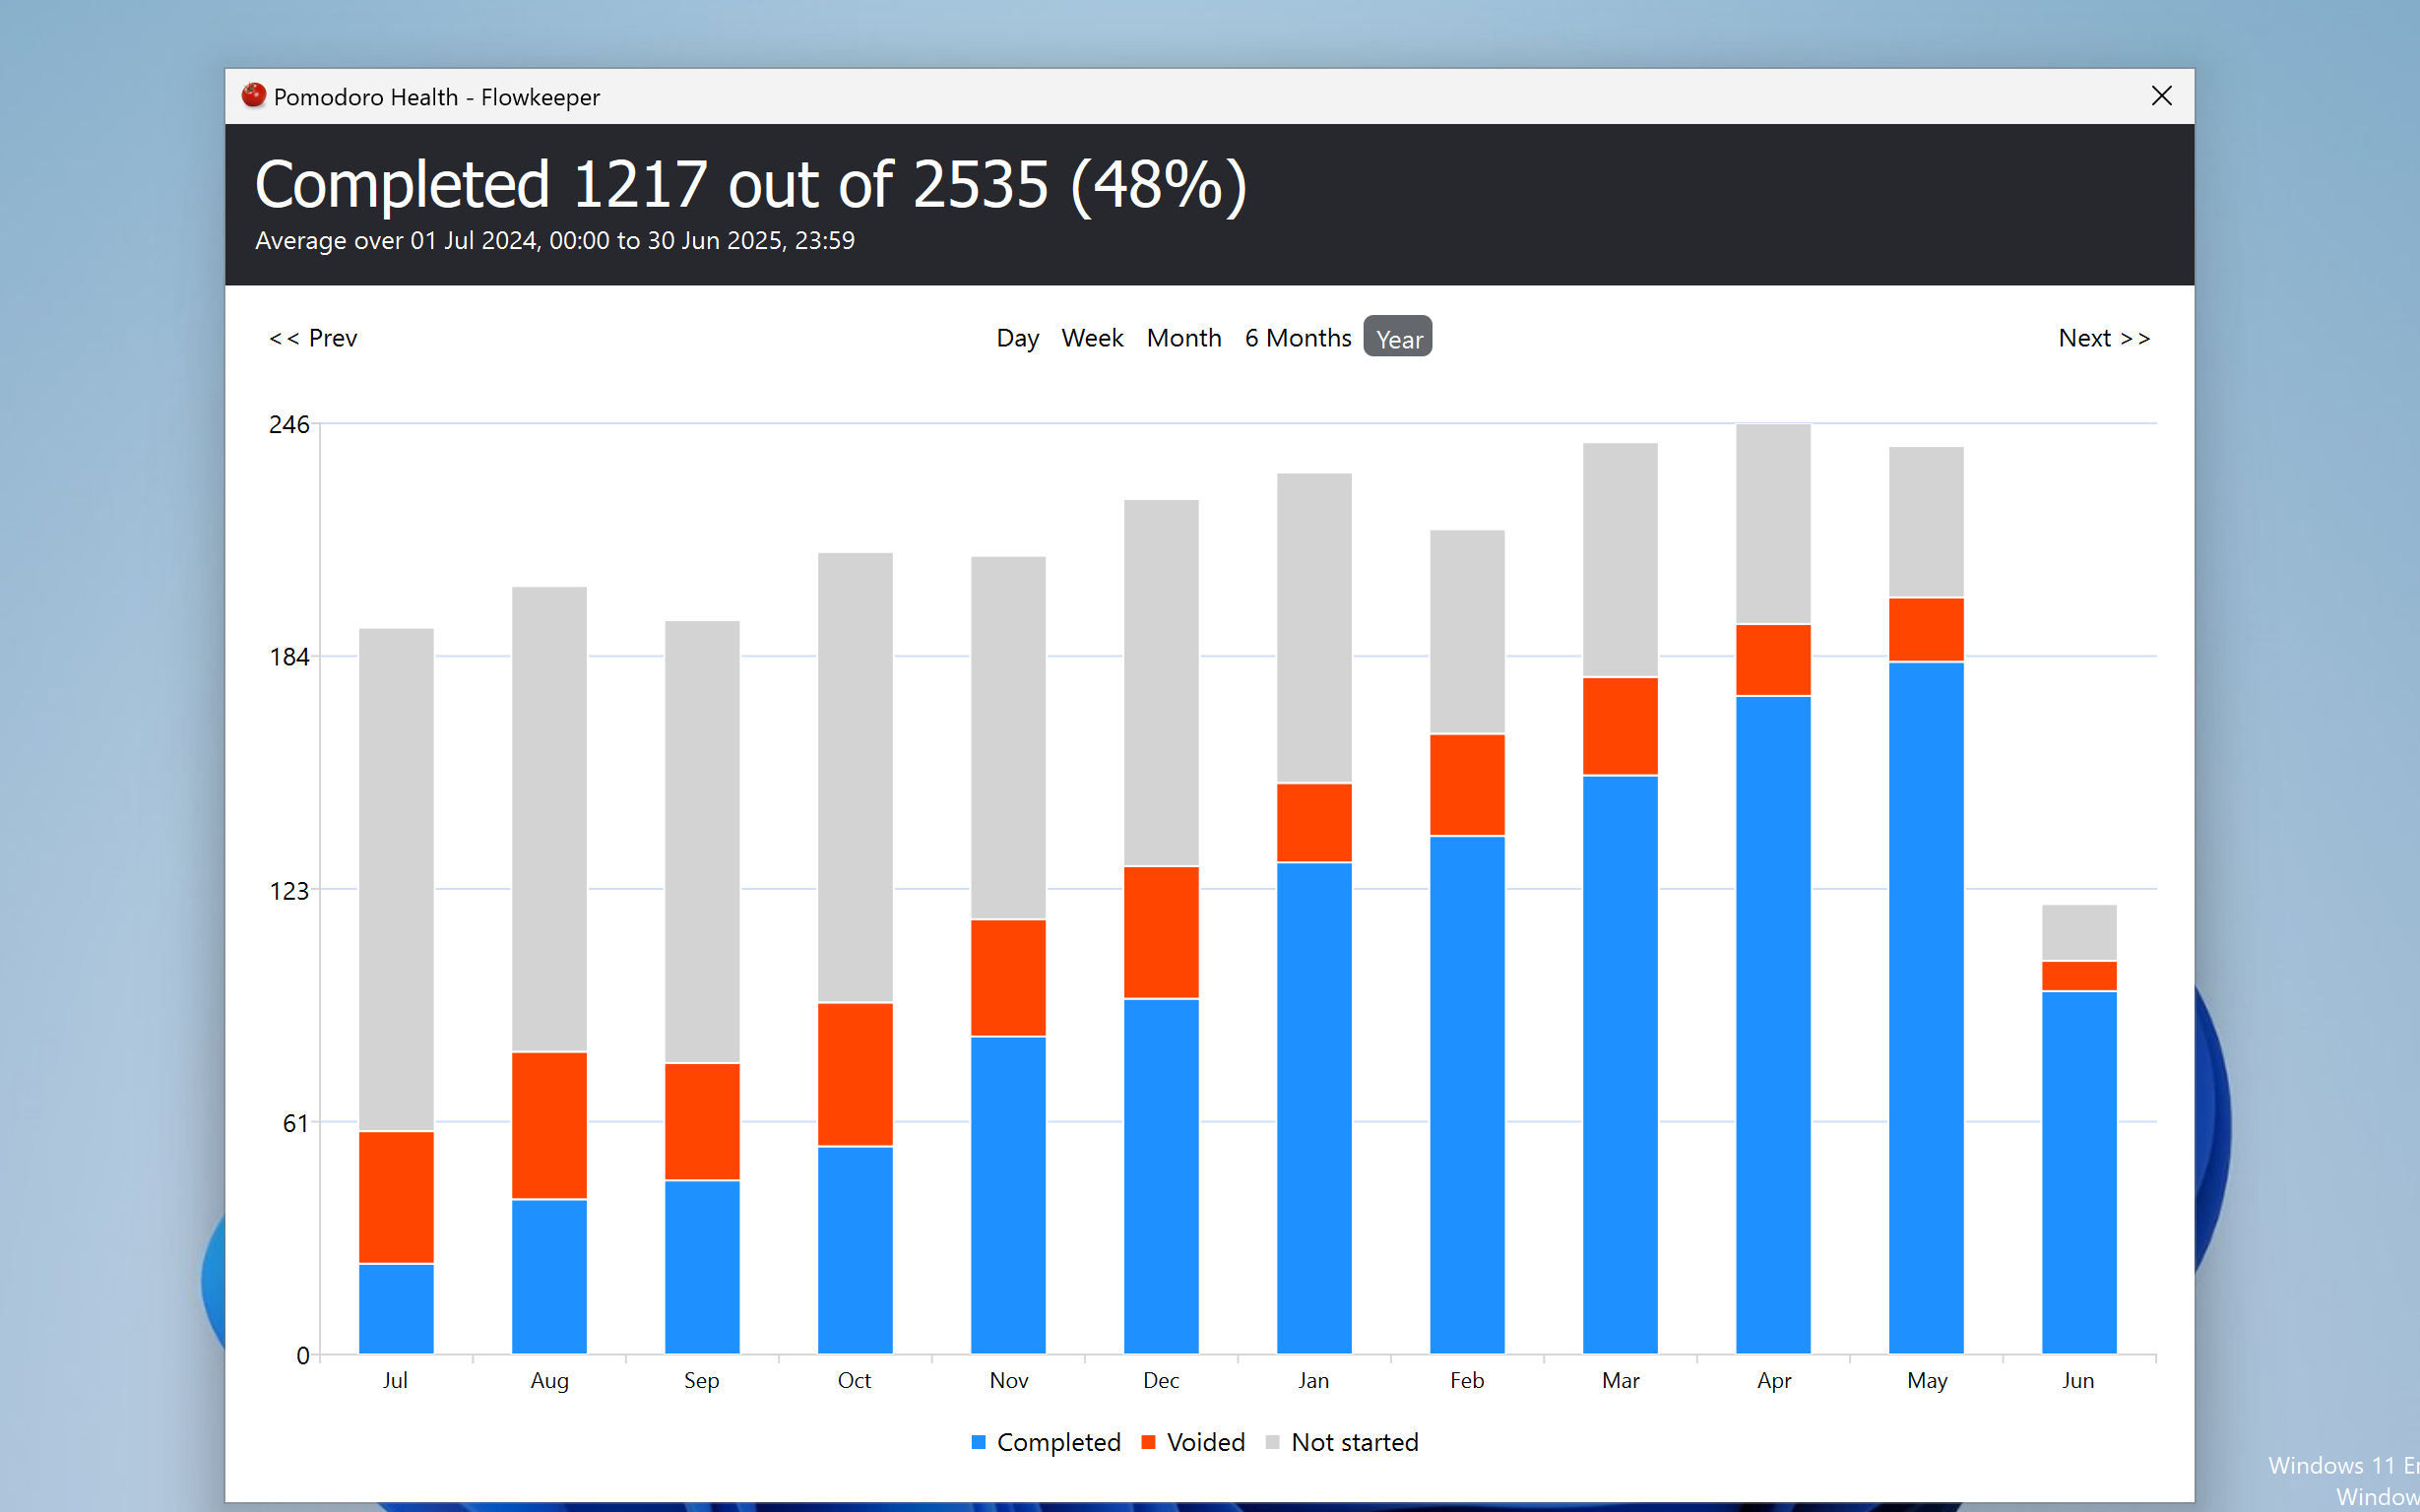 Pomodoro Health - Flowkeeper
Completed 1217 out of 2535 (48%)
Average over 01 Jul 2024, 00:00 to 30 Jun 2025, 23:59
<< Prev Day Week Month 6 Months Year Next >>
246
184
123
61
0
Jul Aug Sep Oct Nov Dec Jan Feb Mar Apr May Jun
Completed Voided Not started
Windows 11
Window